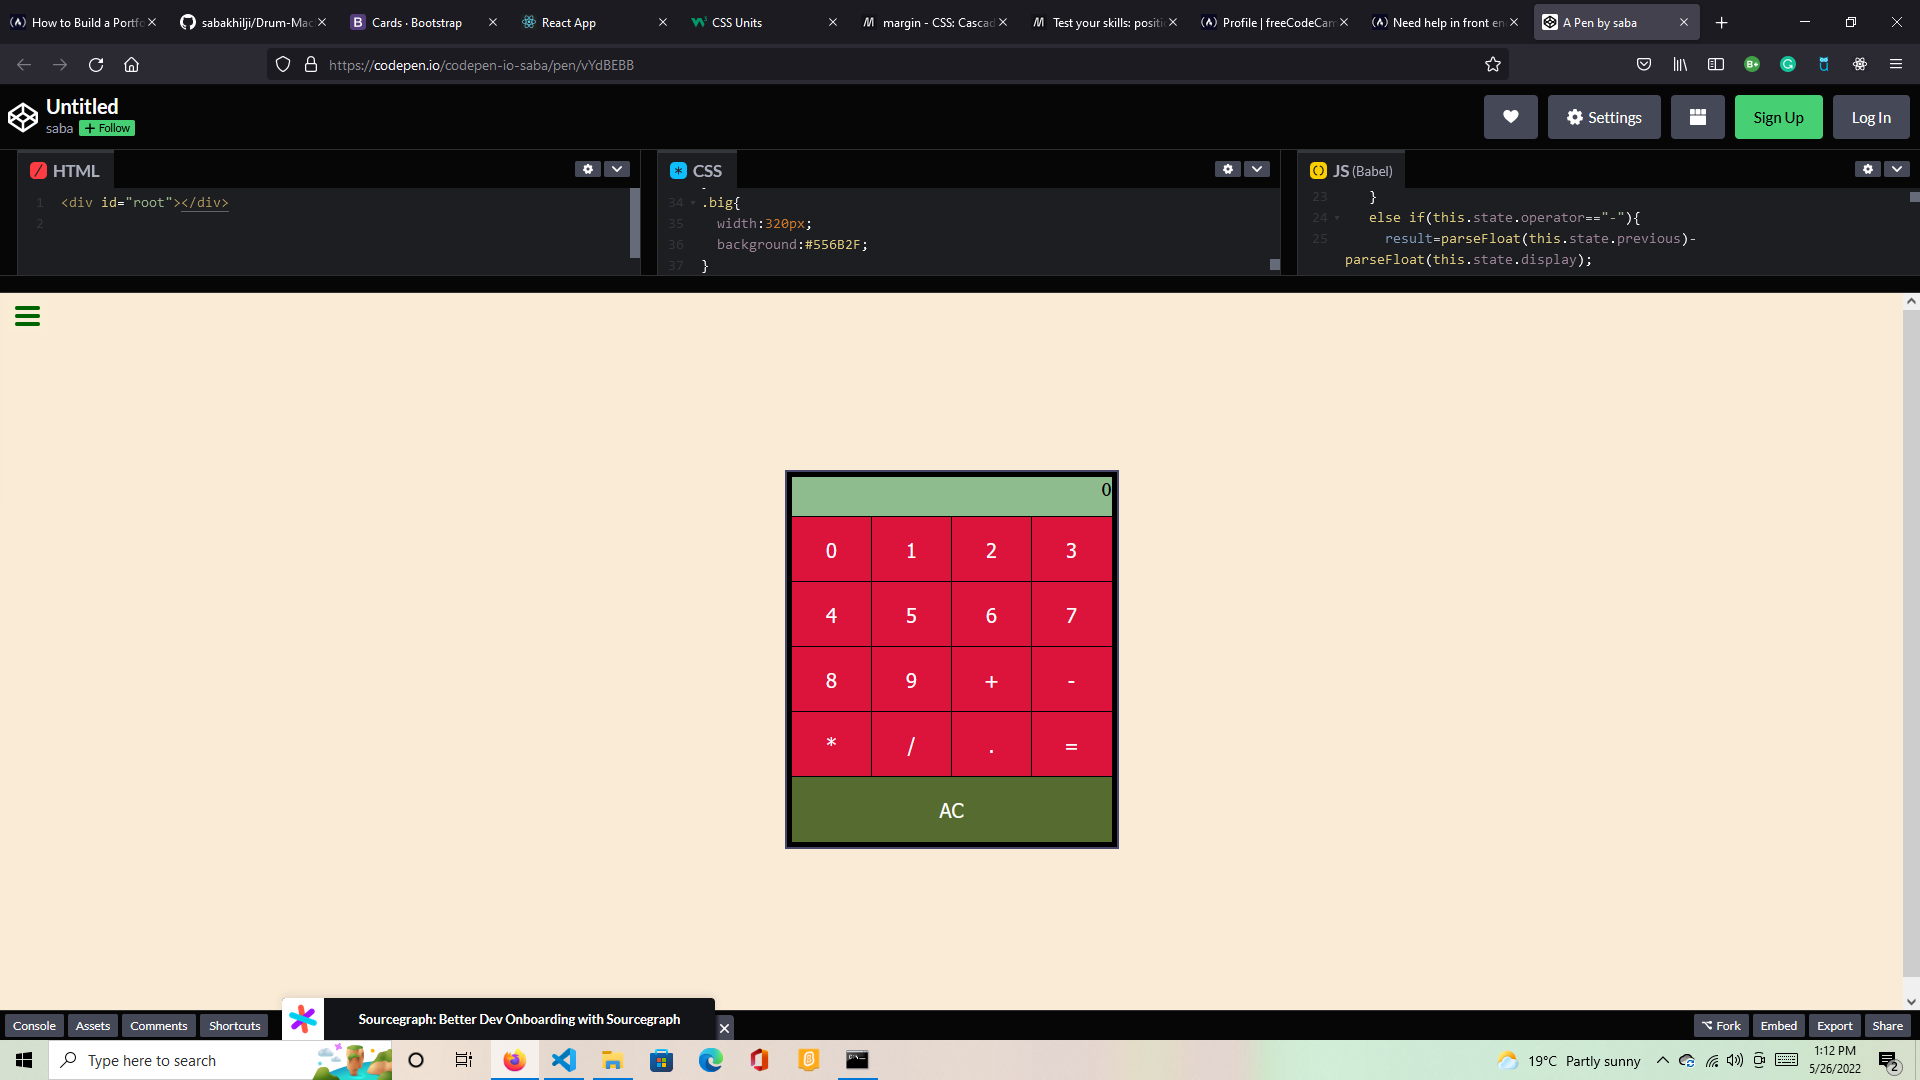 How to Build a Portfo
sabakhilji/Drum-Mac
Cards · Bootstrap
React App
CSS Units
margin - CSS: Cascad
Test your skills: positi
Profile | freeCodeCam
Need help in front en
A Pen by saba
https://codepen.io/codepen-io-saba/pen/vYdBEBB
Untitled
saba + Follow
Settings
Sign Up
Log In
HTML
1 <div id="root"></div>
2
CSS
34 .big{
35 width:320px;
36 background:#556B2F;
37 }
JS (Babel)
23 }
24 else if(this.state.operator=="-"){
25 result=parseFloat(this.state.previous)-
parseFloat(this.state.display);
0
0 1 2 3
4 5 6 7
8 9 + -
* / . =
AC
Console Assets Comments Shortcuts
Sourcegraph: Better Dev Onboarding with Sourcegraph
Fork Embed Export Share
Type here to search
19°C Partly sunny
1:12 PM
5/26/2022
2